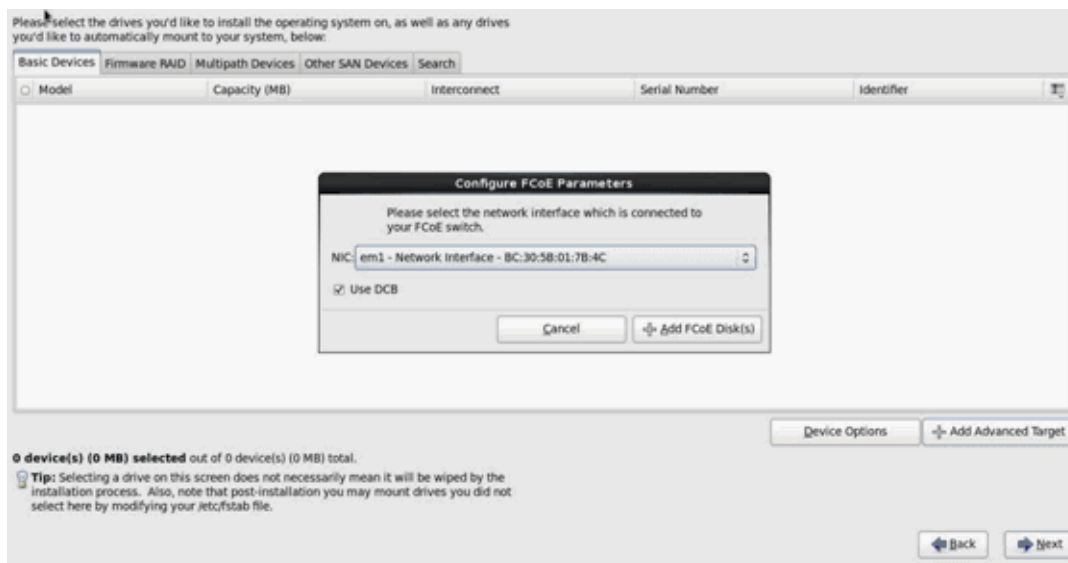 Please select the drives you'd like to install the operating system on, as well as any drives
you'd like to automatically mount to your system, below:
Basic Devices Firmware RAID Multipath Devices Other SAN Devices Search
Model Capacity (MB) Interconnect Serial Number Identifier
Configure FCoE Parameters
Please select the network interface which is connected to
your FCoE switch.
NIC: em1 - Network Interface - BC:30:5B:01:7B:4C
Use DCB
Cancel Add FCoE Disk(s)
Device Options Add Advanced Target
0 device(s) (0 MB) selected out of 0 device(s) (0 MB) total.
Tip: Selecting a drive on this screen does not necessarily mean it will be wiped by the
installation process. Also, note that post-installation you may mount drives you did not
select here by modifying your /etc/fstab file.
Back Next